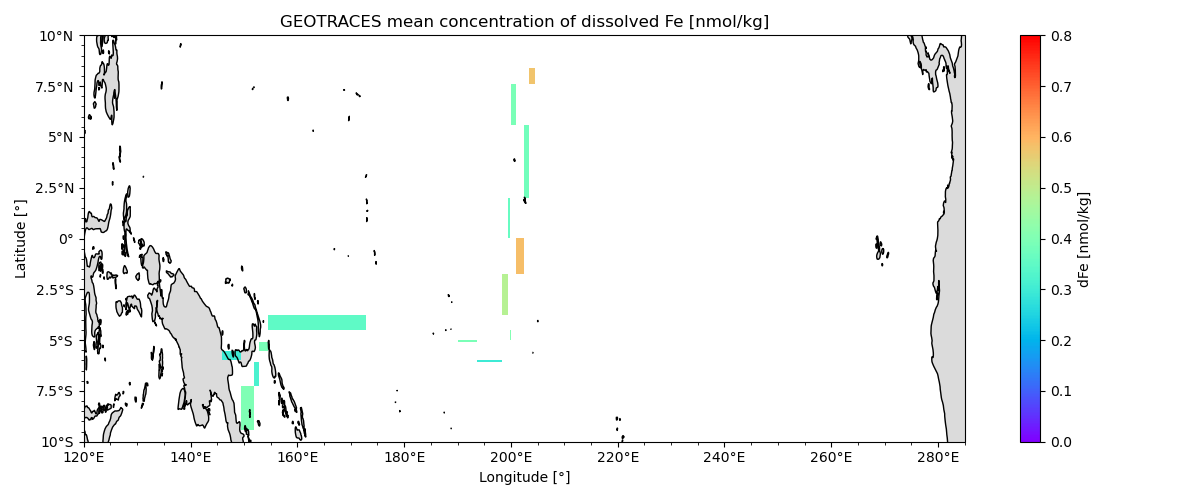 GEOTRACES mean concentration of dissolved Fe [nmol/kg]
10°N
7.5°N
5°N
2.5°N
0°
2.5°S
5°S
7.5°S
10°S
Latitude [°]
120°E 140°E 160°E 180°E 200°E 220°E 240°E 260°E 280°E
Longitude [°]
0.8
0.7
0.6
0.5
0.4
0.3
0.2
0.1
0.0
dFe [nmol/kg]